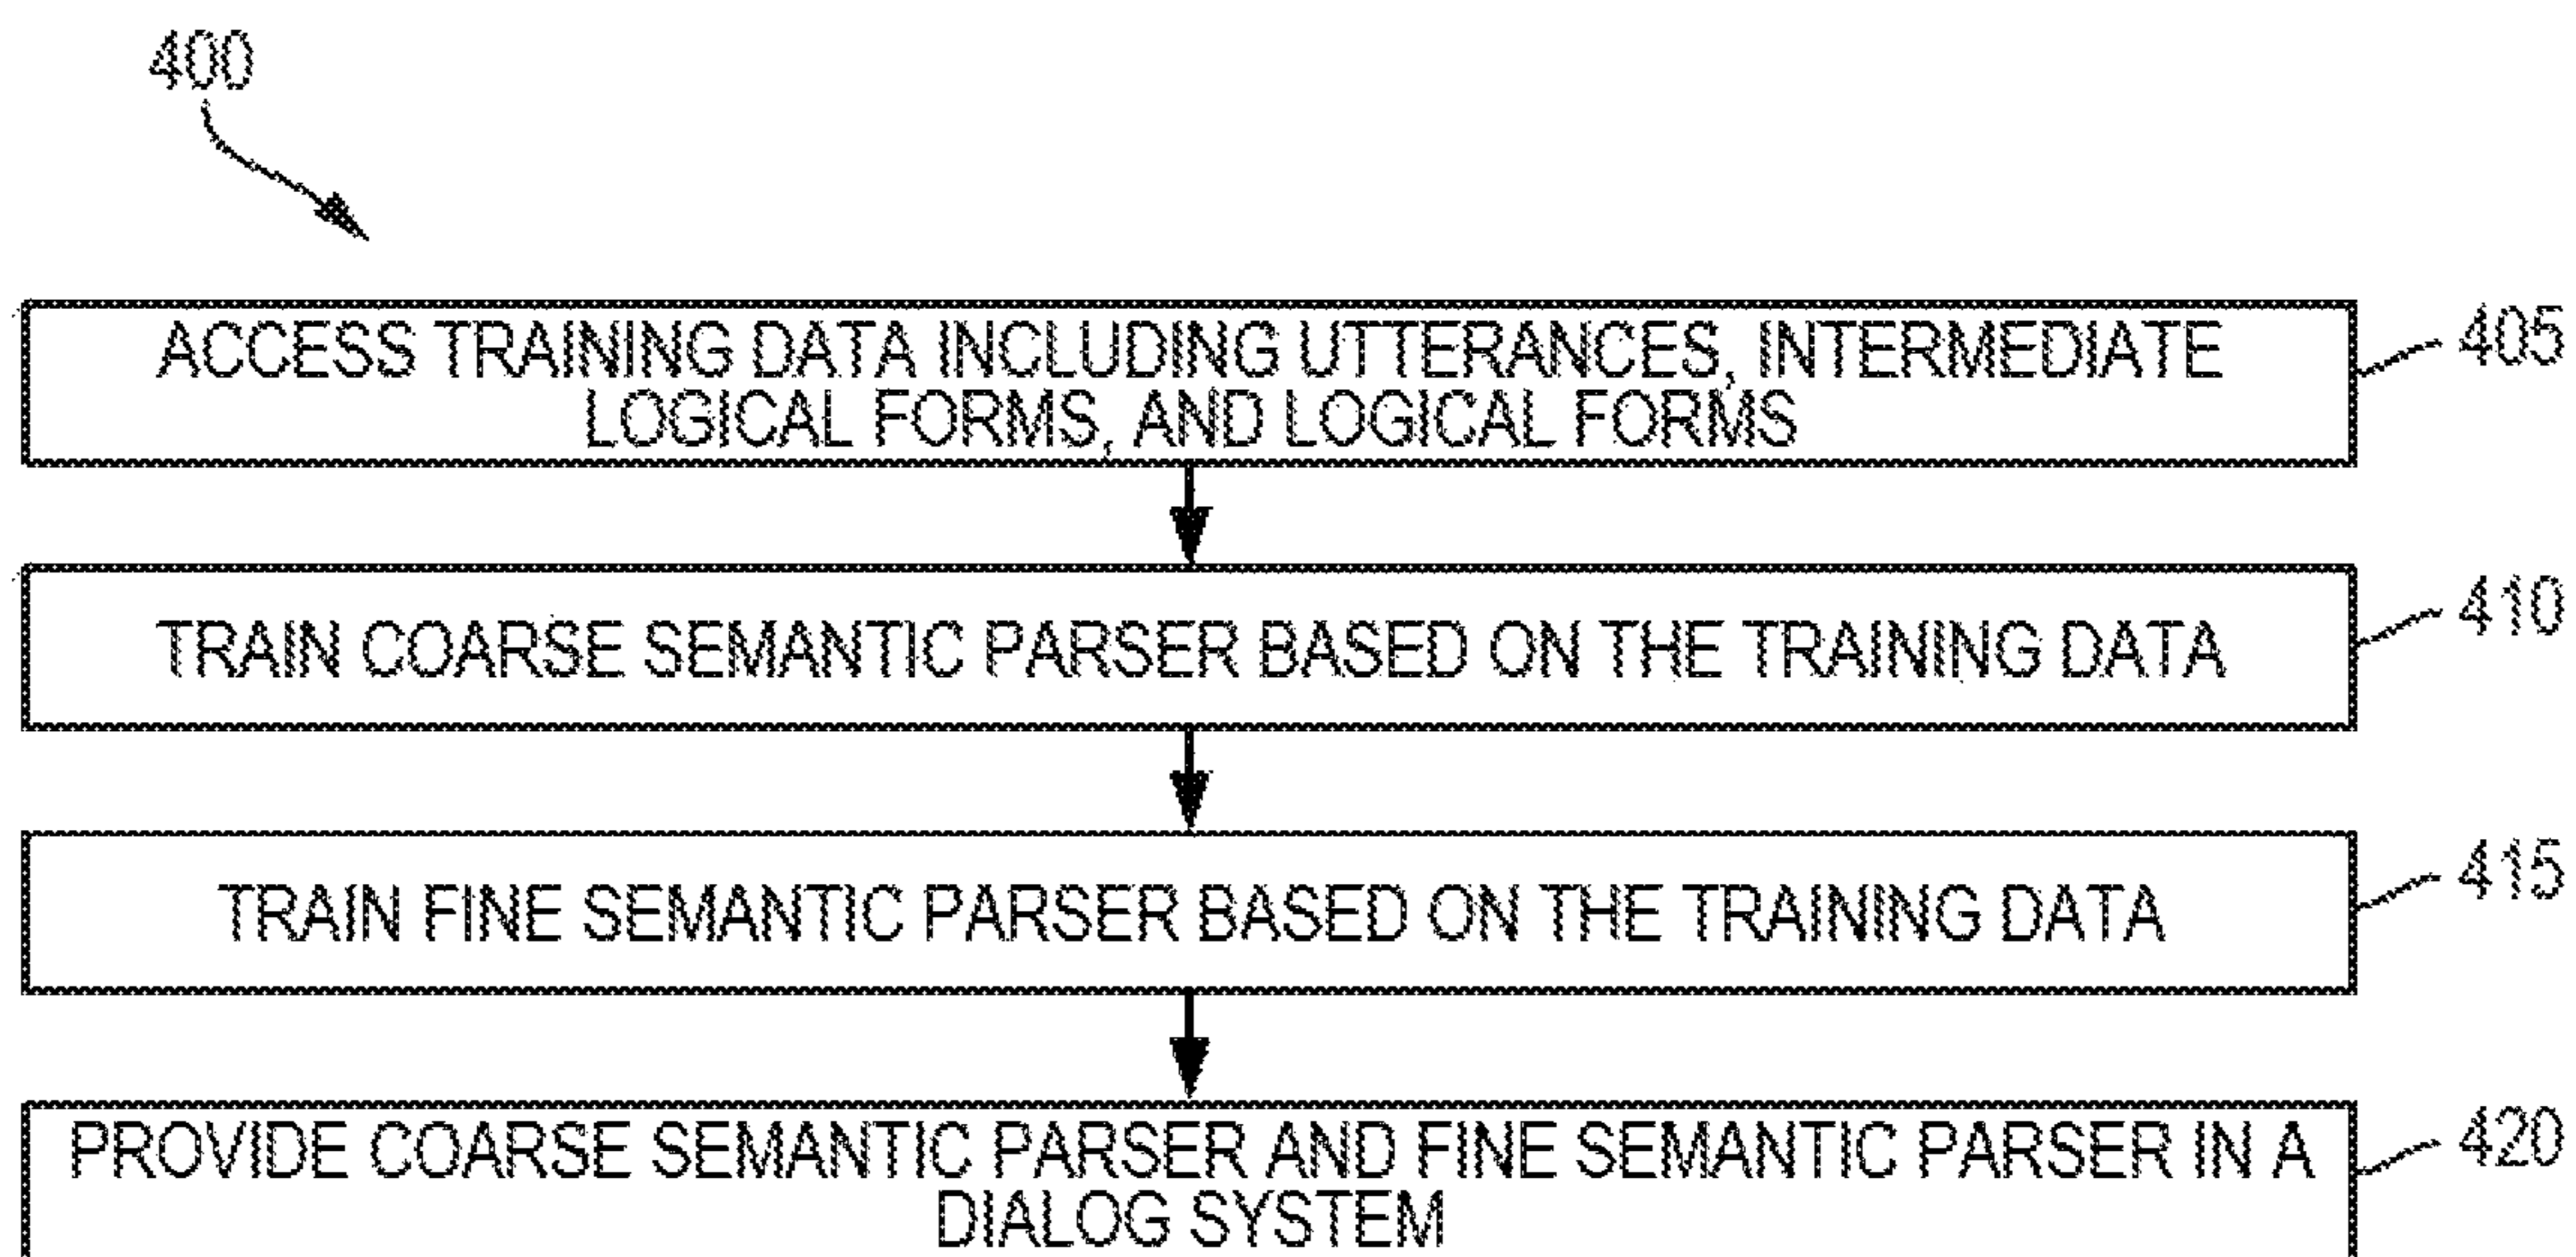 400
ACCESS TRAINING DATA INCLUDING UTTERANCES, INTERMEDIATE
LOGICAL FORMS, AND LOGICAL FORMS
405
TRAIN COARSE SEMANTIC PARSER BASED ON THE TRAINING DATA
410
TRAIN FINE SEMANTIC PARSER BASED ON THE TRAINING DATA
415
PROVIDE COARSE SEMANTIC PARSER AND FINE SEMANTIC PARSER IN A
DIALOG SYSTEM
420